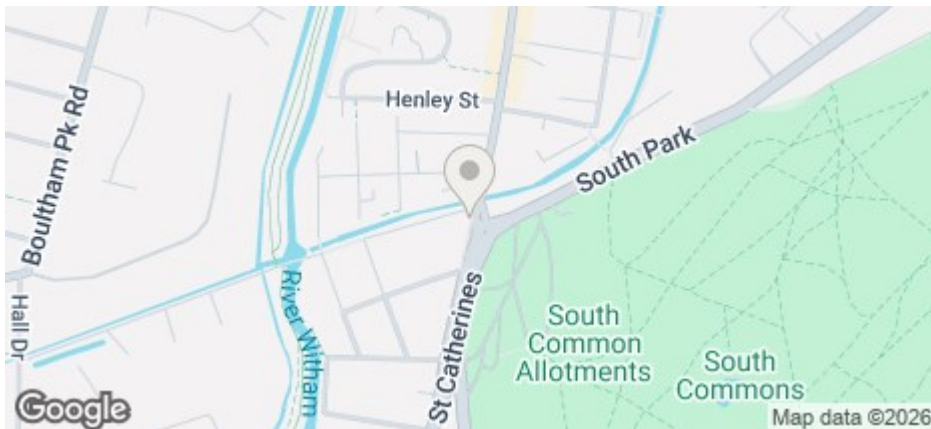 Henley St
Boultham Pk Rd
South Park
Hall Dr
River Witham
St Catherines
South
Common
Allotments
South
Commons
Google
Map data ©2026